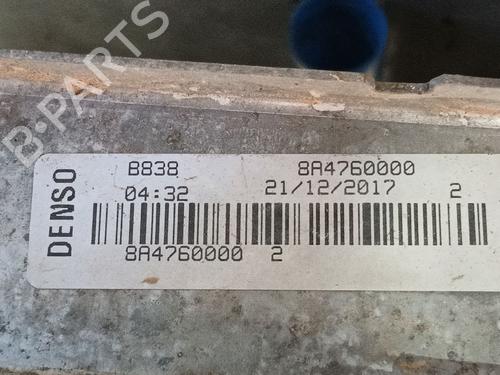 B-PARTS
DENSO
B838 8A4760000
04:32 21/12/2017 2
8A4760000 2